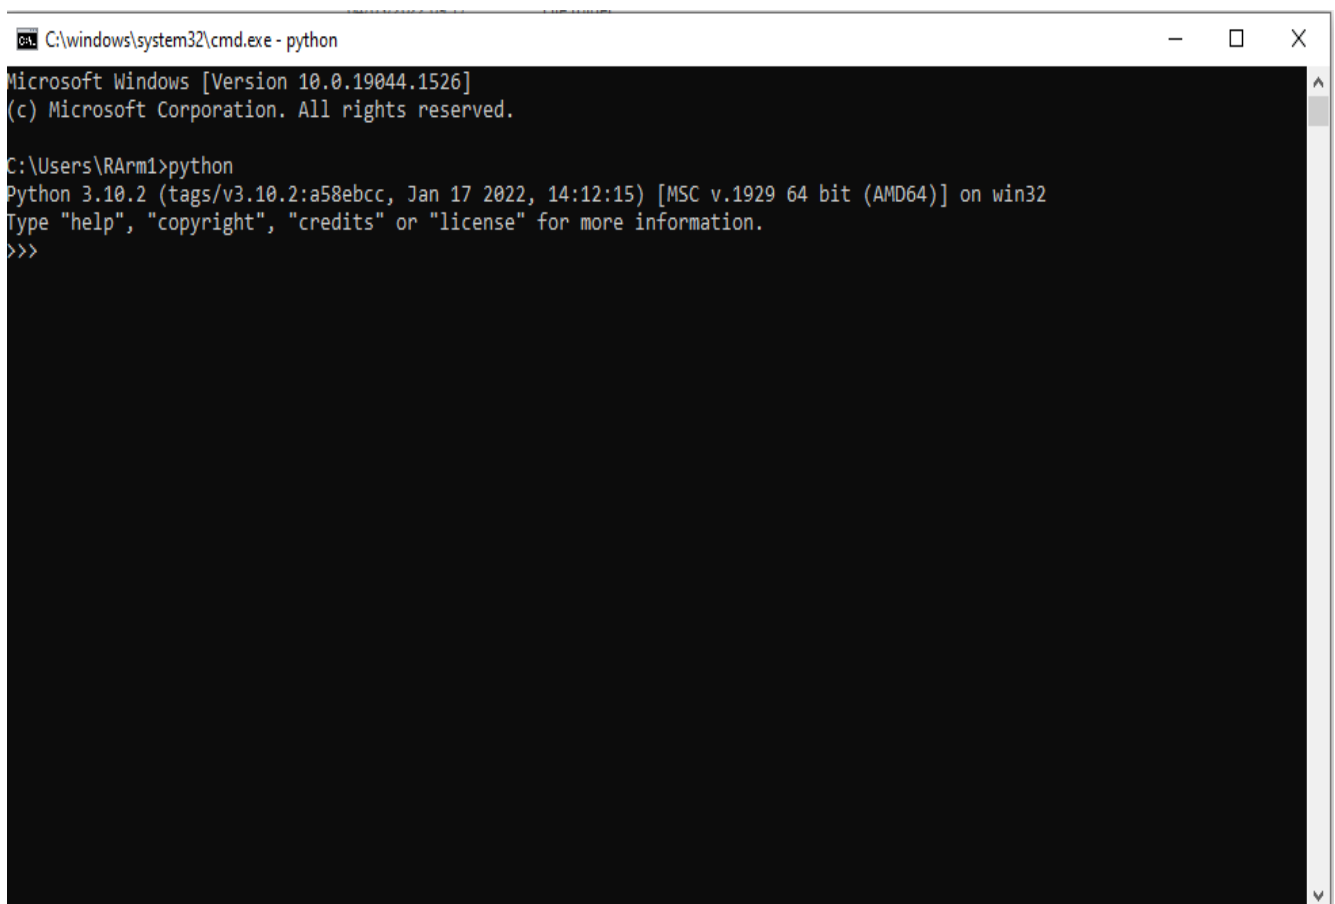 C:\windows\system32\cmd.exe - python
Microsoft Windows [Version 10.0.19044.1526]
(c) Microsoft Corporation. All rights reserved.
C:\Users\RArm1>python
Python 3.10.2 (tags/v3.10.2:a58ebcc, Jan 17 2022, 14:12:15) [MSC v.1929 64 bit (AMD64)] on win32
Type "help", "copyright", "credits" or "license" for more information.
>>>